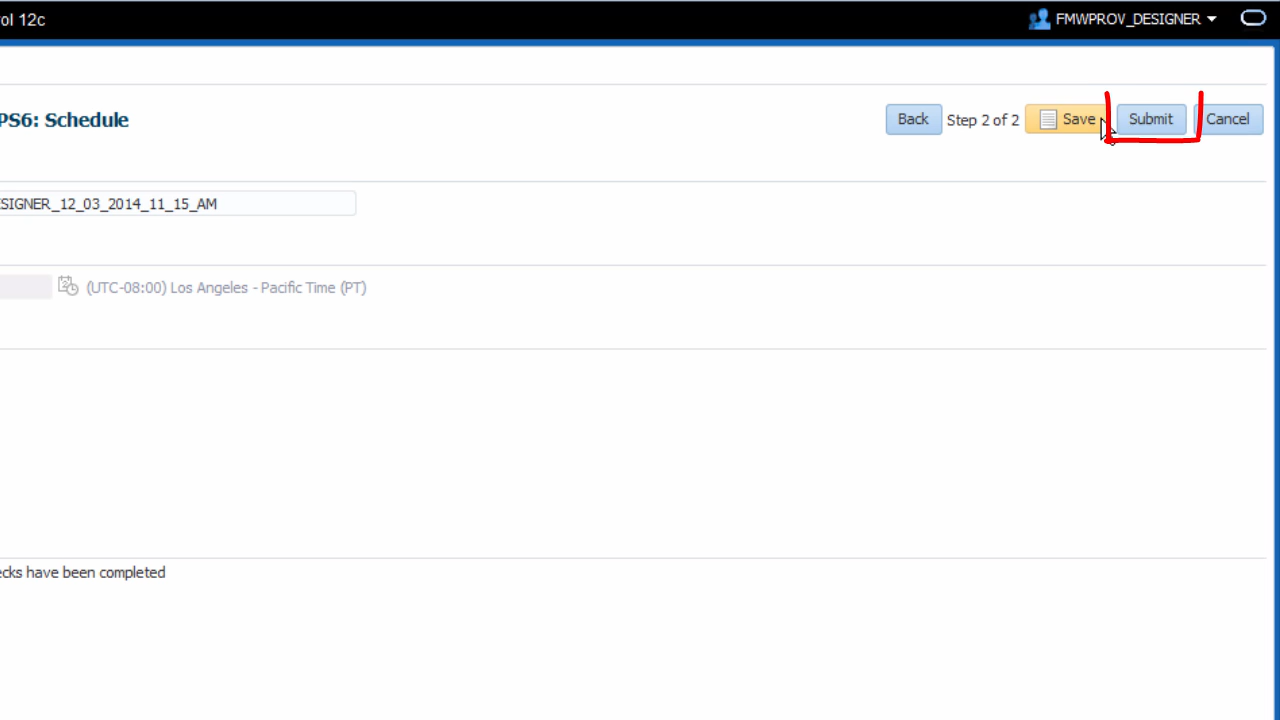 ol 12c
FMWPROV_DESIGNER
PS6: Schedule
Back Step 2 of 2 Save Submit Cancel
SIGNER_12_03_2014_11_15_AM
(UTC-08:00) Los Angeles - Pacific Time (PT)
ecks have been completed